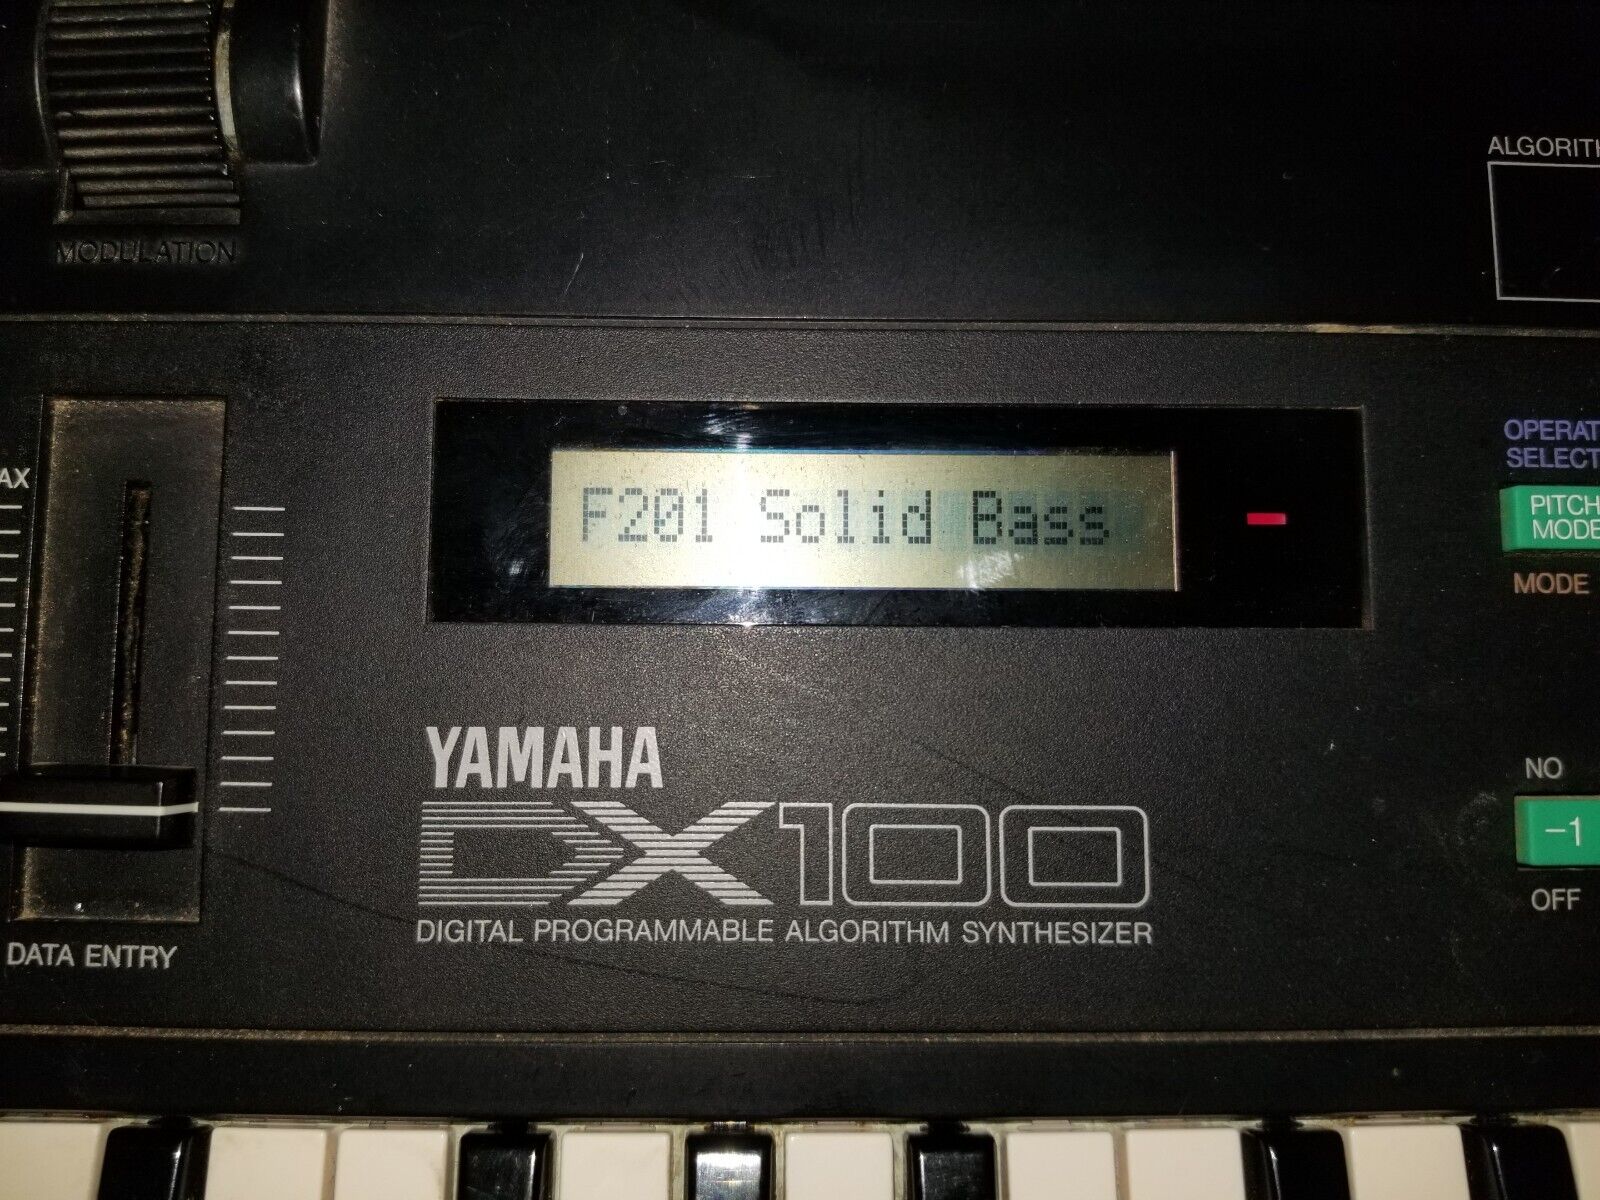 MODULATION
ALGORITH
AX
F201 Solid Bass
OPERAT
SELECT
PITCH
MODE
MODE
YAMAHA
DX100
DIGITAL PROGRAMMABLE ALGORITHM SYNTHESIZER
DATA ENTRY
NO
-1
OFF